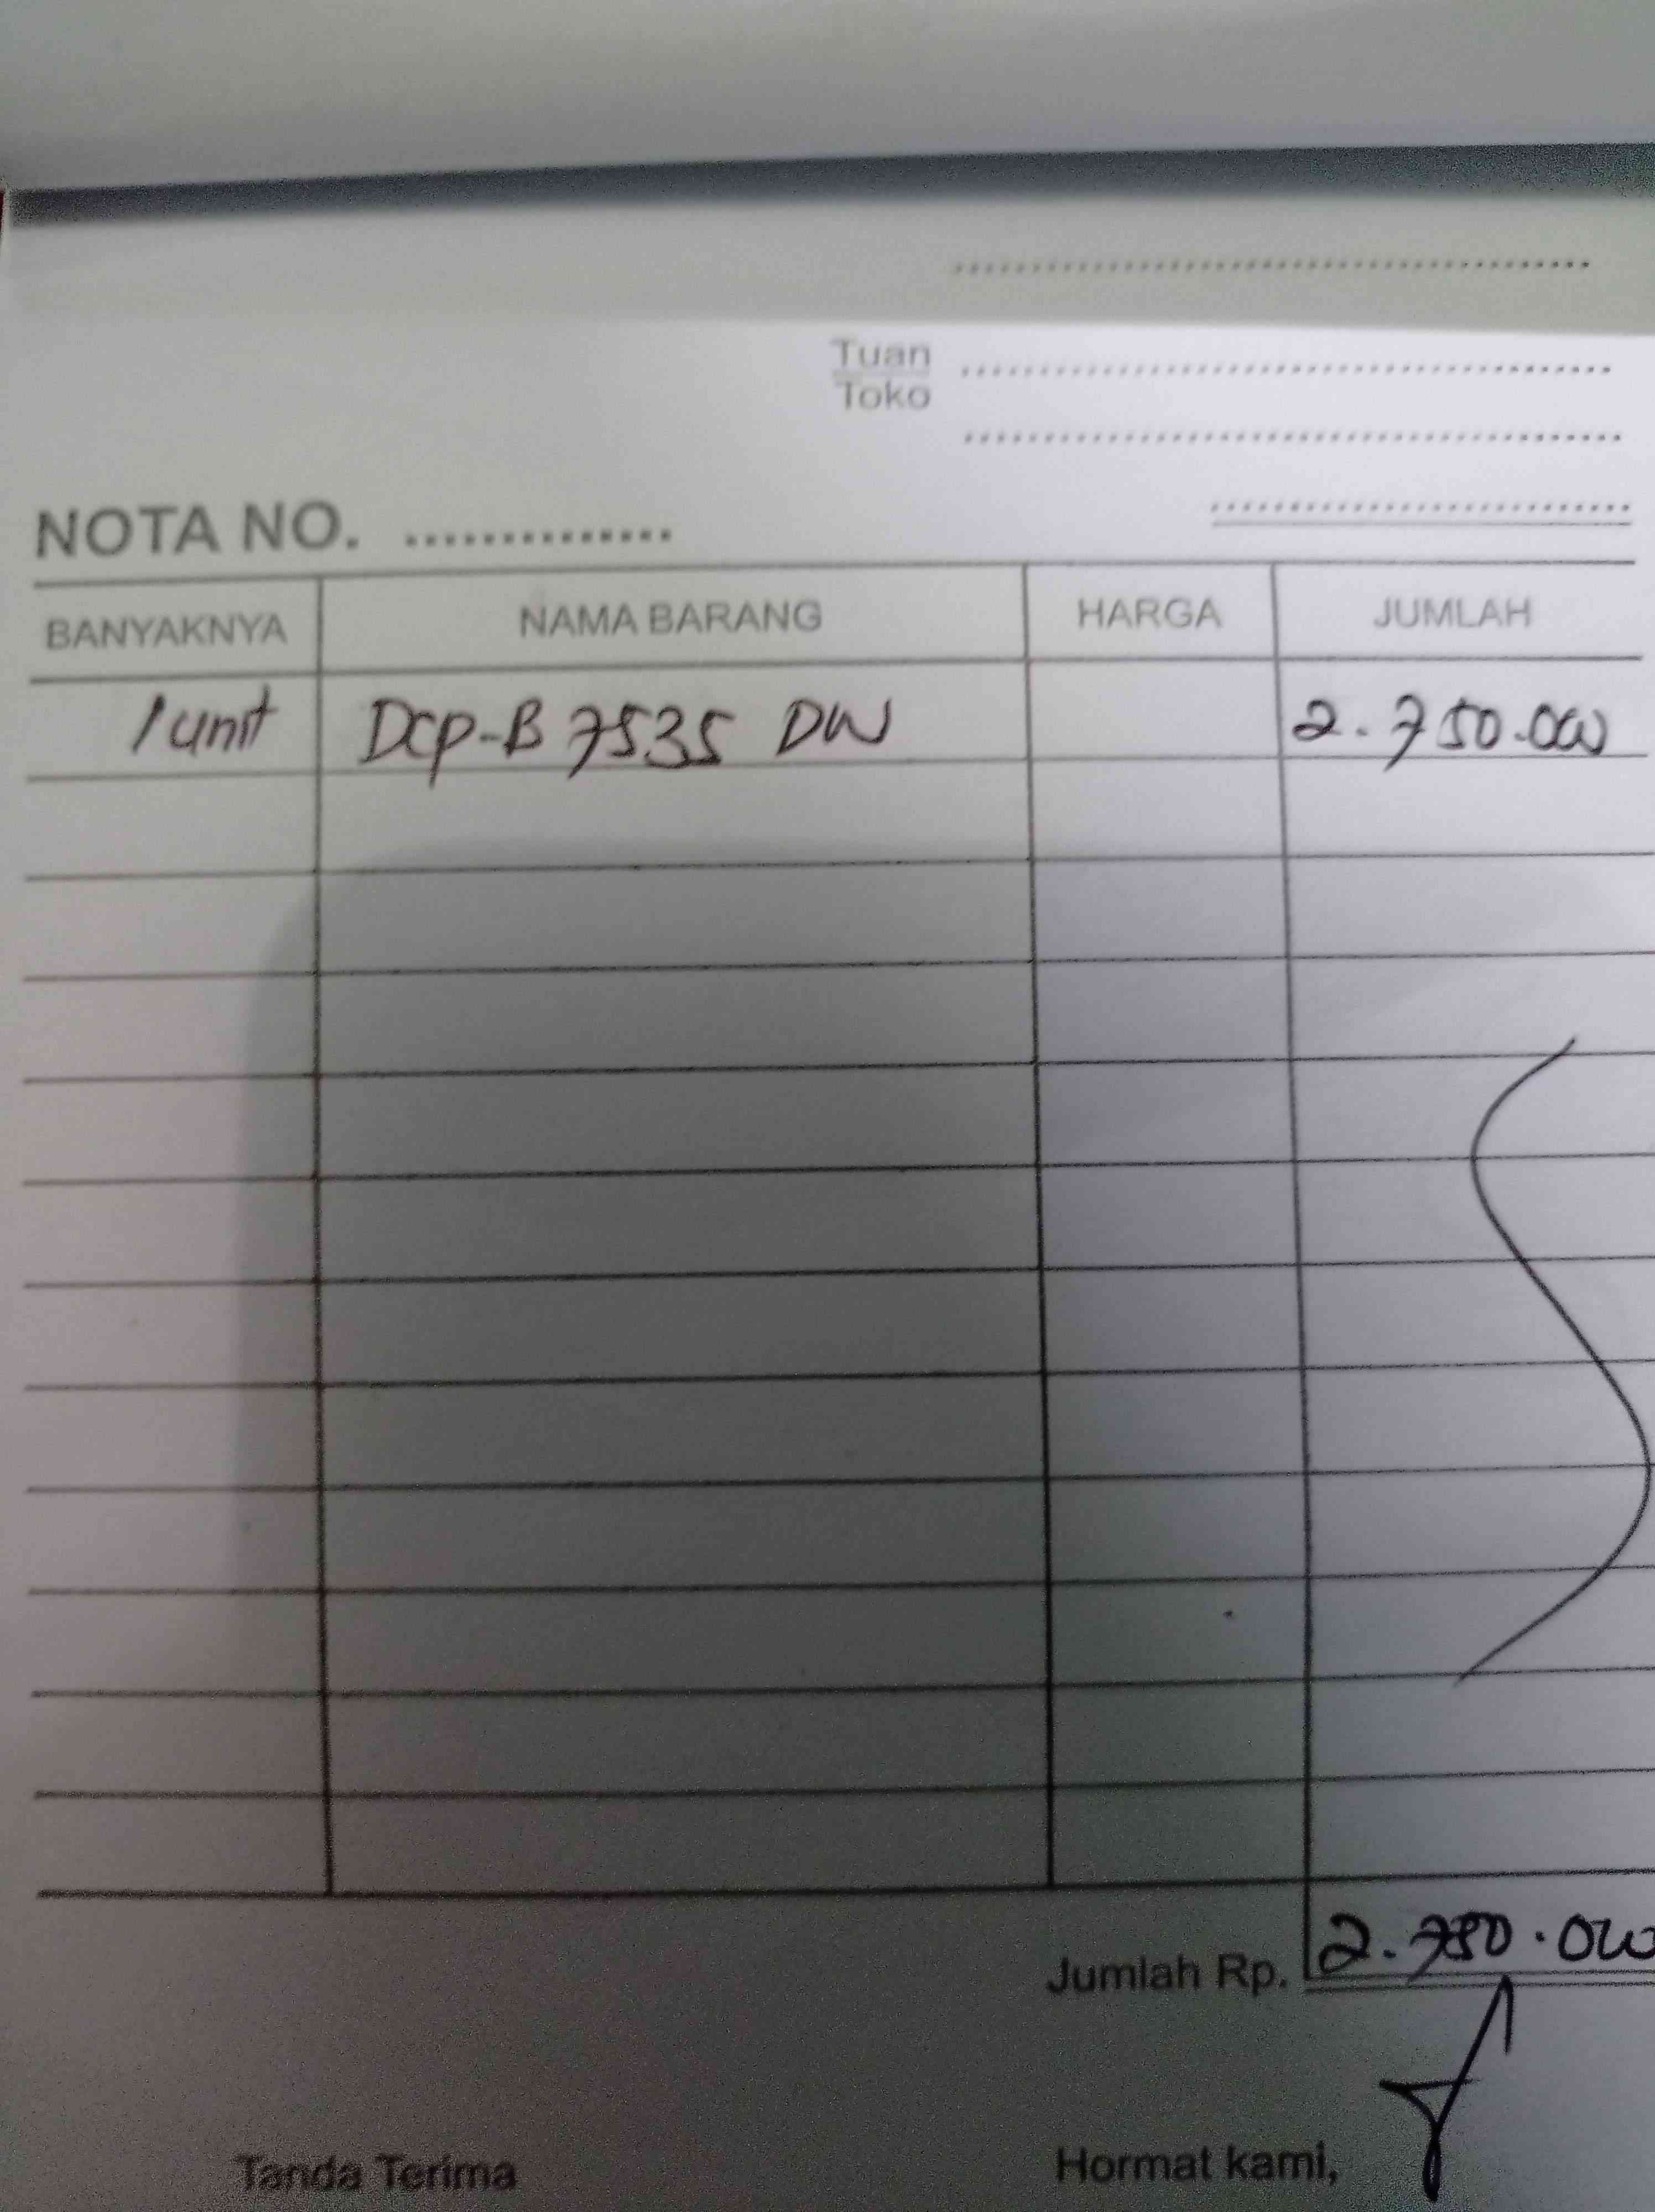 Tuan
Toko
NOTA NO. ..............
BANYAKNYA NAMA BARANG HARGA JUMLAH
1 unit DCP-B 7535 DW 2.750.000
Jumlah Rp. 2.750.000
Tanda Terima Hormat kami,